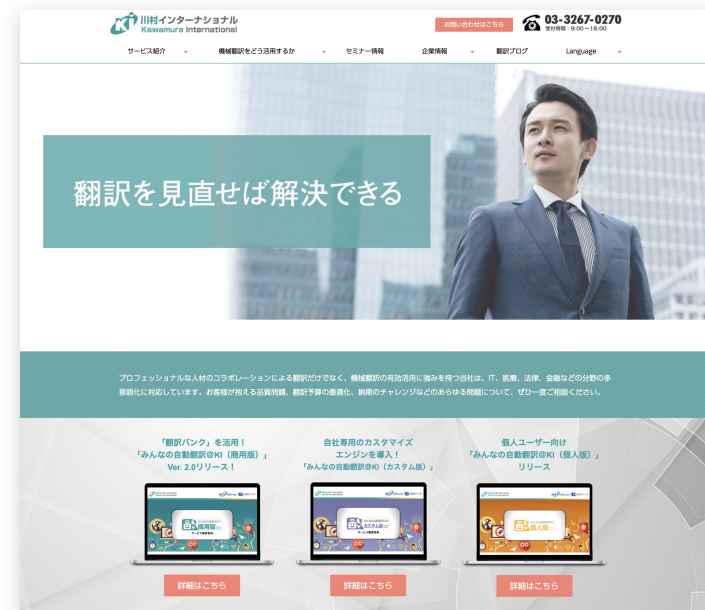 川村インターナショナル
Kawamura International
お問い合わせはこちら
03-3267-0270
受付時間:9:00~18:00
サービス紹介
機械翻訳をどう活用するか
セミナー情報
企業情報
翻訳ブログ
Language
翻訳を見直せば解決できる
プロフェッショナルな人材のコラボレーションによる翻訳だけでなく、機械翻訳の有効活用に強みを持つ当社は、IT、医療、法律、金融などの分野の多
言語化に対応しています。お客様が抱える品質問題、翻訳予算の最適化、納期のチャレンジなどのあらゆる問題について、ぜひ一度ご相談ください。
「翻訳バンク」を活用!
「みんなの自動翻訳@KI(商用版)」
Ver. 2.0リリース!
自社専用のカスタマイズ
エンジンを導入!
「みんなの自動翻訳@KI(カスタム版)」
個人ユーザー向け
「みんなの自動翻訳@KI(個人版)」
リリース
商用版
カスタム版
個人版
詳細はこちら
詳細はこちら
詳細はこちら